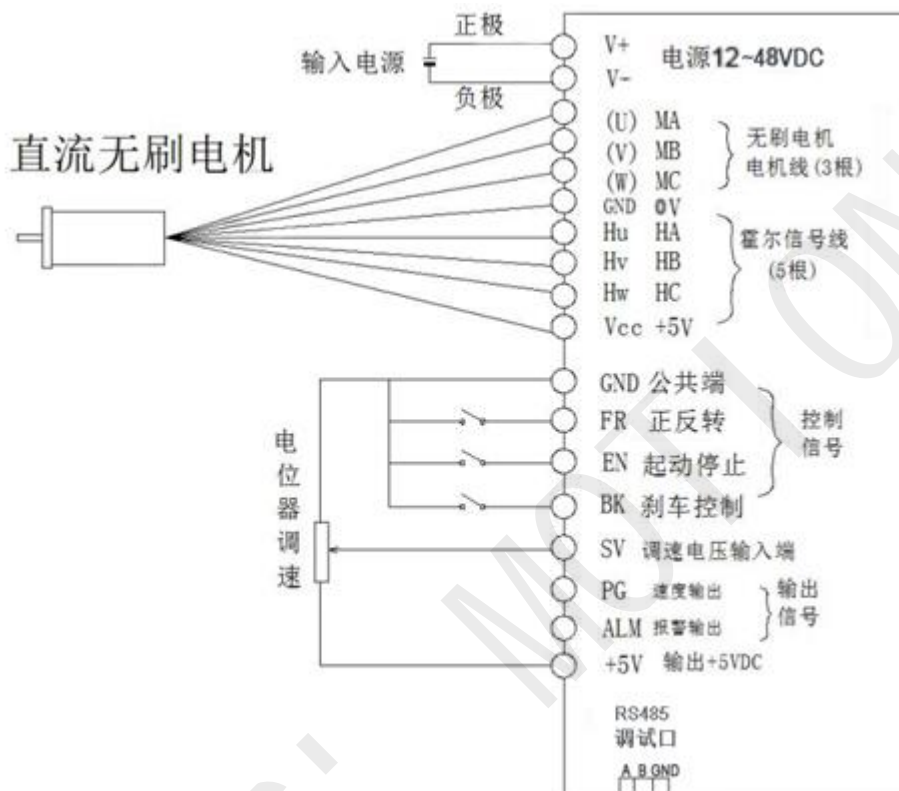 正极
输入电源
负极
直流无刷电机
V+
V-
电源12~48VDC
(U) MA
(V) MB
(W) MC
无刷电机
电机线(3根)
GND 0V
Hu HA
Hv HB
Hw HC
Vcc +5V
霍尔信号线
(5根)
GND 公共端
FR 正反转
EN 起动停止
BK 刹车控制
控制
信号
电位器调速
SV 调速电压输入端
PG 速度输出
ALM 报警输出
输出
信号
+5V 输出+5VDC
RS485
调试口
A B GND
MOTION